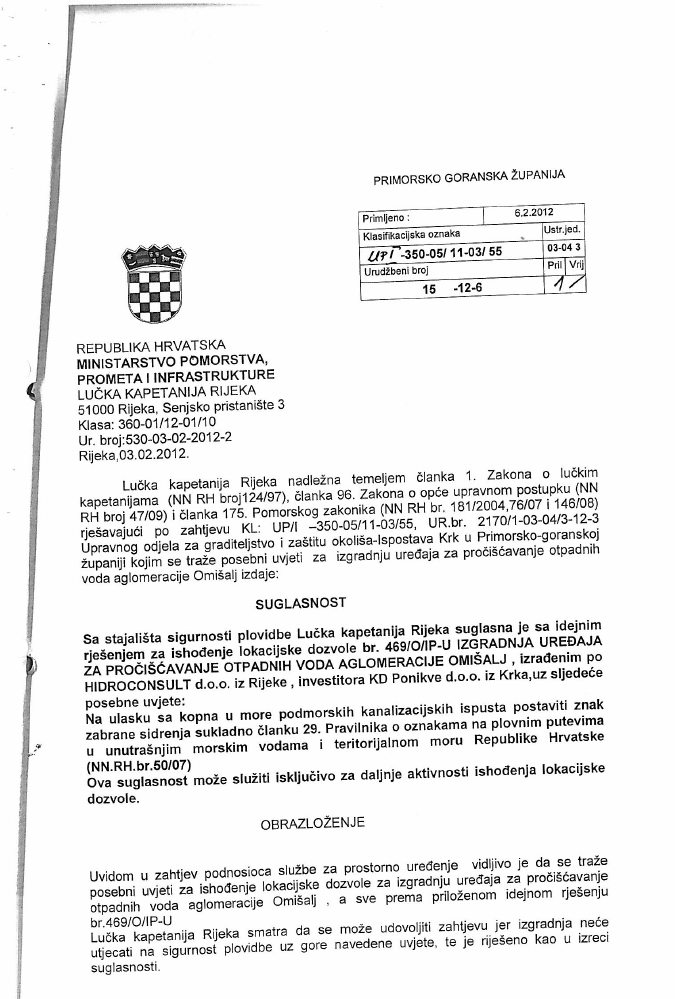 PRIMORSKO GORANSKA ŽUPANIJA
Primljeno : 6.2.2012
Klasifikacijska oznaka Ustr.jed.
UPI -350-05/ 11-03/ 55 03-04 3
Urudžbeni broj Pril Vrij
15 -12-6 1 /
REPUBLIKA HRVATSKA
MINISTARSTVO POMORSTVA,
PROMETA I INFRASTRUKTURE
LUČKA KAPETANIJA RIJEKA
51000 Rijeka, Senjsko pristanište 3
Klasa: 360-01/12-01/10
Ur. broj:530-03-02-2012-2
Rijeka,03.02.2012.
Lučka kapetanija Rijeka nadležna temeljem članka 1. Zakona o lučkim
kapetanijama (NN RH broj124/97), članka 96. Zakona o opće upravnom postupku (NN
RH broj 47/09) i članka 175. Pomorskog zakonika (NN RH br. 181/2004,76/07 i 146/08)
rješavajući po zahtjevu KL: UP/I –350-05/11-03/55, UR.br. 2170/1-03-04/3-12-3
Upravnog odjela za graditeljstvo i zaštitu okoliša-Ispostava Krk u Primorsko-goranskoj
županiji kojim se traže posebni uvjeti za izgradnju uređaja za pročišćavanje otpadnih
voda aglomeracije Omišalj izdaje:
SUGLASNOST
Sa stajališta sigurnosti plovidbe Lučka kapetanija Rijeka suglasna je sa idejnim
rješenjem za ishođenje lokacijske dozvole br. 469/O/IP-U IZGRADNJA UREĐAJA
ZA PROČIŠĆAVANJE OTPADNIH VODA AGLOMERACIJE OMIŠALJ , izrađenim po
HIDROCONSULT d.o.o. iz Rijeke , investitora KD Ponikve d.o.o. iz Krka,uz sljedeće
posebne uvjete:
Na ulasku sa kopna u more podmorskih kanalizacijskih ispusta postaviti znak
zabrane sidrenja sukladno članku 29. Pravilnika o oznakama na plovnim putevima
u unutrašnjim morskim vodama i teritorijalnom moru Republike Hrvatske
(NN.RH.br.50/07)
Ova suglasnost može služiti isključivo za daljnje aktivnosti ishođenja lokacijske
dozvole.
OBRAZLOŽENJE
Uvidom u zahtjev podnosioca službe za prostorno uređenje vidljivo je da se traže
posebni uvjeti za ishođenje lokacijske dozvole za izgradnju uređaja za pročišćavanje
otpadnih voda aglomeracije Omišalj , a sve prema priloženom idejnom rješenju
br.469/O/IP-U
Lučka kapetanija Rijeka smatra da se može udovoljiti zahtjevu jer izgradnja neće
utjecati na sigurnost plovidbe uz gore navedene uvjete, te je riješeno kao u izreci
suglasnosti.